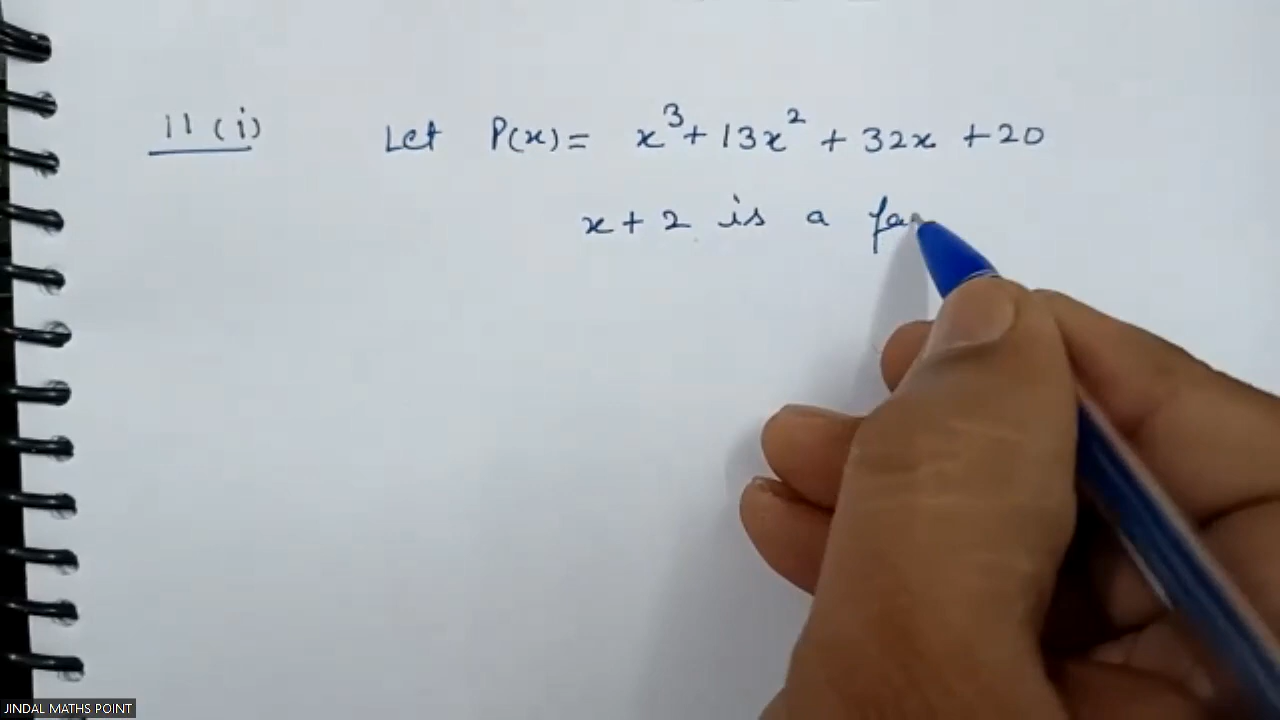 11 (i) Let P(x) = x³ + 13x² + 32x + 20
x + 2 is a fa
JINDAL MATHS POINT